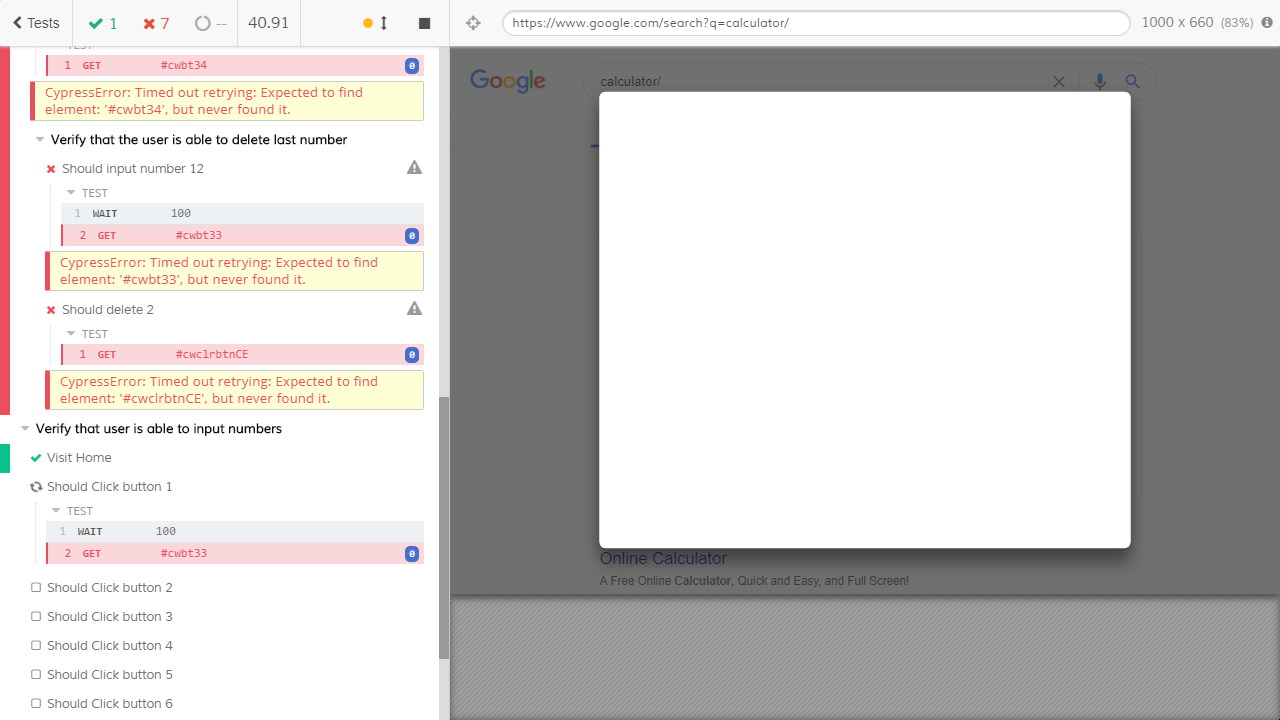 Tests
1
7
--
40.91
https://www.google.com/search?q=calculator/
1000 x 660 (83%)
TEST
1 GET #cwbt34 0
CypressError: Timed out retrying: Expected to find
element: '#cwbt34', but never found it.
Verify that the user is able to delete last number
Should input number 12
TEST
1 WAIT 100
2 GET #cwbt33 0
CypressError: Timed out retrying: Expected to find
element: '#cwbt33', but never found it.
Should delete 2
TEST
1 GET #cwclrbtnCE 0
CypressError: Timed out retrying: Expected to find
element: '#cwclrbtnCE', but never found it.
Verify that user is able to input numbers
Visit Home
Should Click button 1
TEST
1 WAIT 100
2 GET #cwbt33 0
Should Click button 2
Should Click button 3
Should Click button 4
Should Click button 5
Should Click button 6
Google
calculator/
Online Calculator
A Free Online Calculator, Quick and Easy, and Full Screen!